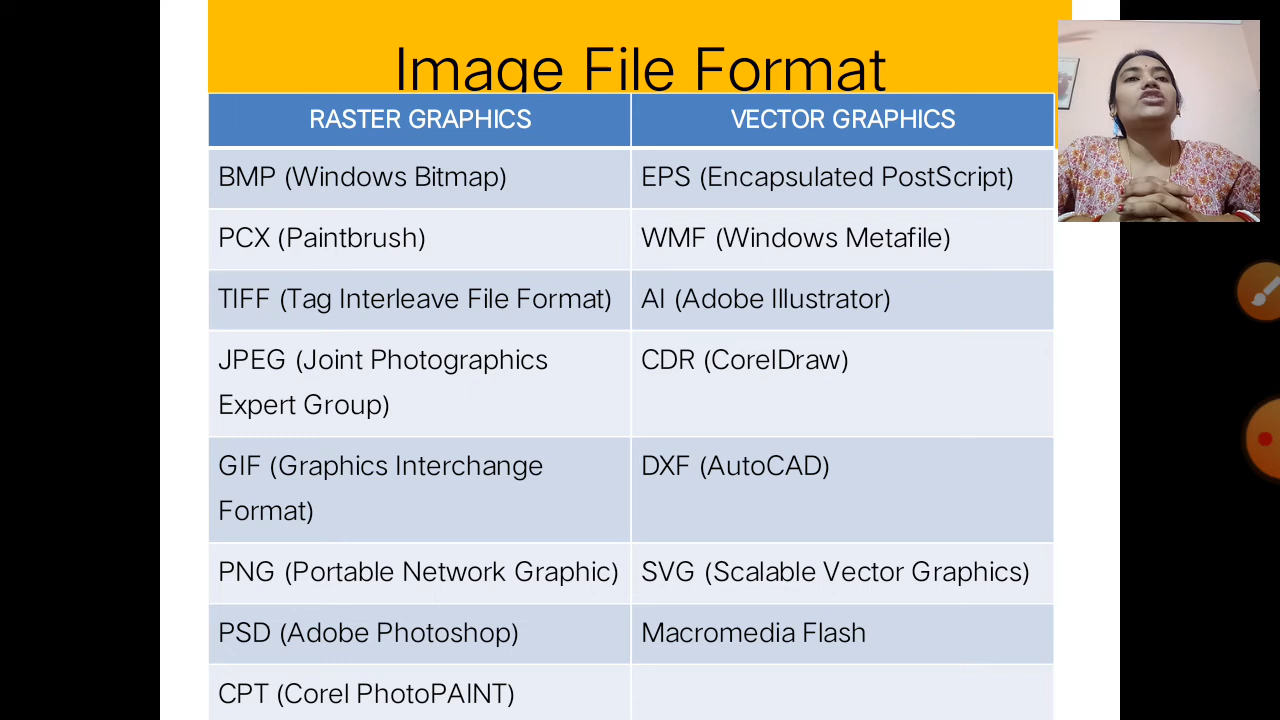 Image File Format
RASTER GRAPHICS
VECTOR GRAPHICS
BMP (Windows Bitmap)
EPS (Encapsulated PostScript)
PCX (Paintbrush)
WMF (Windows Metafile)
TIFF (Tag Interleave File Format)
AI (Adobe Illustrator)
JPEG (Joint Photographics
Expert Group)
CDR (CorelDraw)
GIF (Graphics Interchange
Format)
DXF (AutoCAD)
PNG (Portable Network Graphic)
SVG (Scalable Vector Graphics)
PSD (Adobe Photoshop)
Macromedia Flash
CPT (Corel PhotoPAINT)